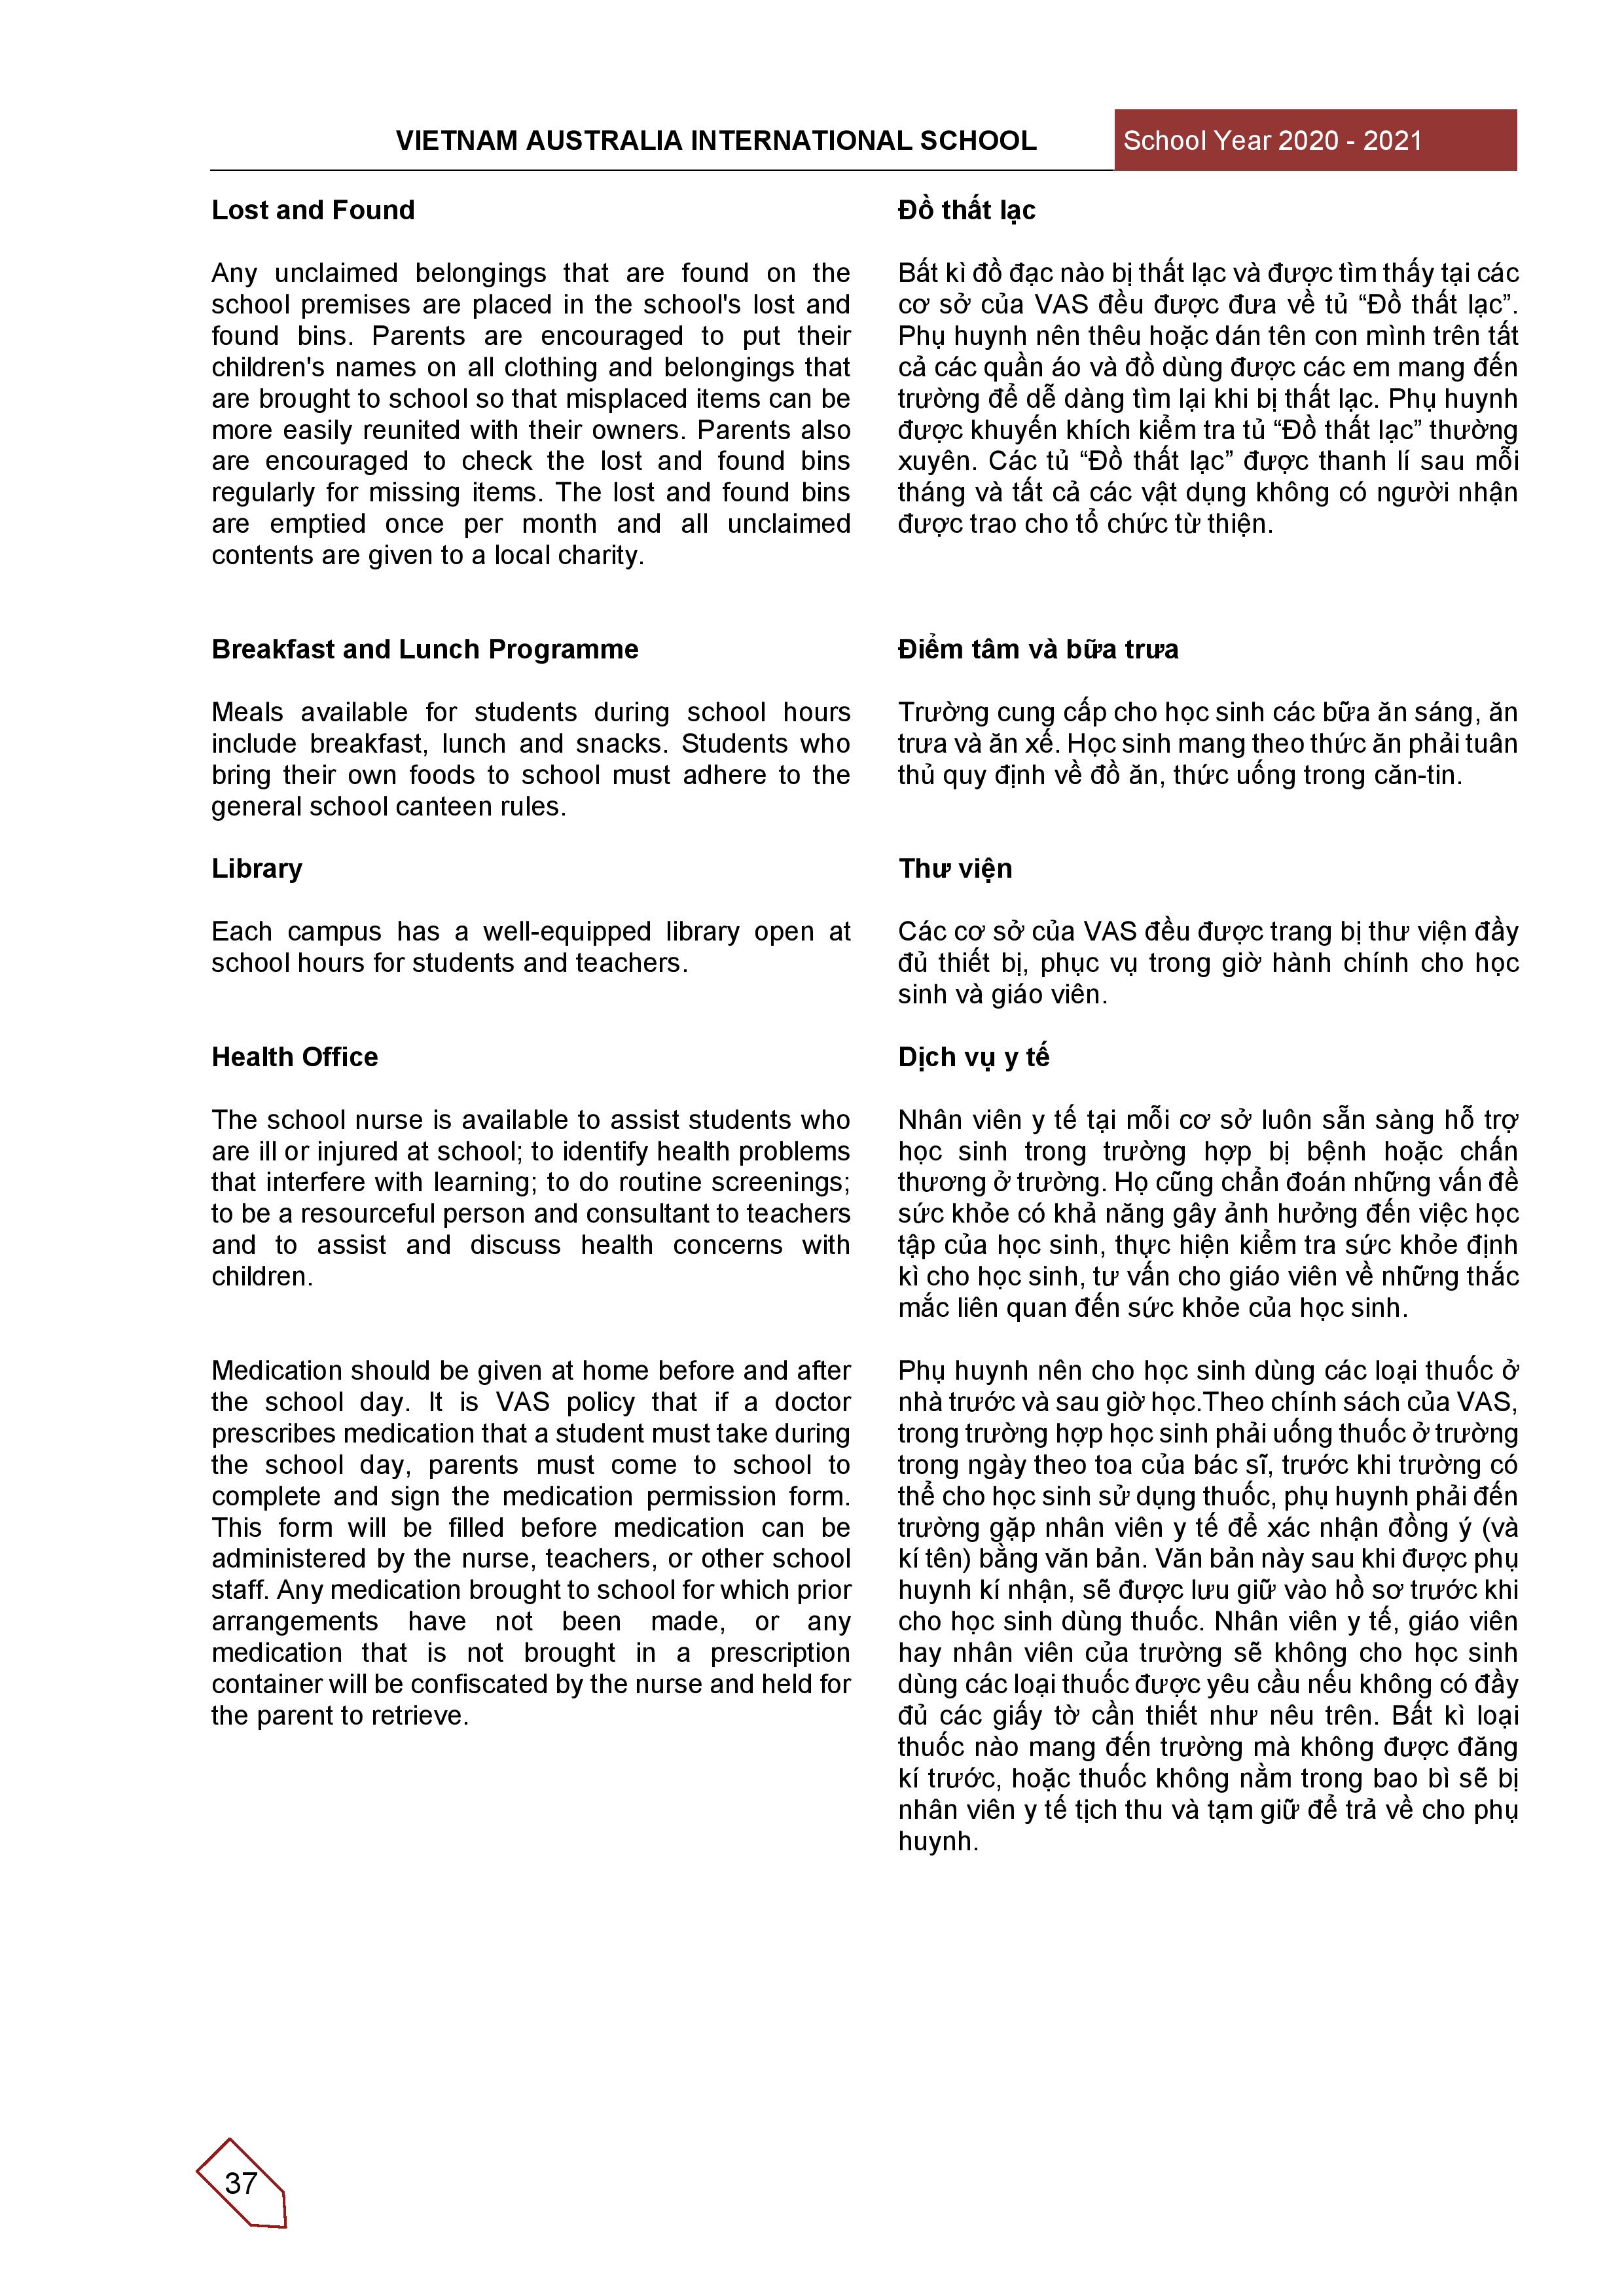 VIETNAM AUSTRALIA INTERNATIONAL SCHOOL
School Year 2020 - 2021
Lost and Found
Any unclaimed belongings that are found on the
school premises are placed in the school's lost and
found bins. Parents are encouraged to put their
children's names on all clothing and belongings that
are brought to school so that misplaced items can be
more easily reunited with their owners. Parents also
are encouraged to check the lost and found bins
regularly for missing items. The lost and found bins
are emptied once per month and all unclaimed
contents are given to a local charity.
Đồ thất lạc
Bất kì đồ đạc nào bị thất lạc và được tìm thấy tại các
cơ sở của VAS đều được đưa về tủ “Đồ thất lạc”.
Phụ huynh nên thêu hoặc dán tên con mình trên tất
cả các quần áo và đồ dùng được các em mang đến
trường để dễ dàng tìm lại khi bị thất lạc. Phụ huynh
được khuyến khích kiểm tra tủ “Đồ thất lạc” thường
xuyên. Các tủ “Đồ thất lạc” được thanh lí sau mỗi
tháng và tất cả các vật dụng không có người nhận
được trao cho tổ chức từ thiện.
Breakfast and Lunch Programme
Meals available for students during school hours
include breakfast, lunch and snacks. Students who
bring their own foods to school must adhere to the
general school canteen rules.
Điểm tâm và bữa trưa
Trường cung cấp cho học sinh các bữa ăn sáng, ăn
trưa và ăn xế. Học sinh mang theo thức ăn phải tuân
thủ quy định về đồ ăn, thức uống trong căn-tin.
Library
Each campus has a well-equipped library open at
school hours for students and teachers.
Thư viện
Các cơ sở của VAS đều được trang bị thư viện đầy
đủ thiết bị, phục vụ trong giờ hành chính cho học
sinh và giáo viên.
Health Office
The school nurse is available to assist students who
are ill or injured at school; to identify health problems
that interfere with learning; to do routine screenings;
to be a resourceful person and consultant to teachers
and to assist and discuss health concerns with
children.
Dịch vụ y tế
Nhân viên y tế tại mỗi cơ sở luôn sẵn sàng hỗ trợ
học sinh trong trường hợp bị bệnh hoặc chấn
thương ở trường. Họ cũng chẩn đoán những vấn đề
sức khỏe có khả năng gây ảnh hưởng đến việc học
tập của học sinh, thực hiện kiểm tra sức khỏe định
kì cho học sinh, tư vấn cho giáo viên về những thắc
mắc liên quan đến sức khỏe của học sinh.
Medication should be given at home before and after
the school day. It is VAS policy that if a doctor
prescribes medication that a student must take during
the school day, parents must come to school to
complete and sign the medication permission form.
This form will be filled before medication can be
administered by the nurse, teachers, or other school
staff. Any medication brought to school for which prior
arrangements have not been made, or any
medication that is not brought in a prescription
container will be confiscated by the nurse and held for
the parent to retrieve.
Phụ huynh nên cho học sinh dùng các loại thuốc ở
nhà trước và sau giờ học.Theo chính sách của VAS,
trong trường hợp học sinh phải uống thuốc ở trường
trong ngày theo toa của bác sĩ, trước khi trường có
thể cho học sinh sử dụng thuốc, phụ huynh phải đến
trường gặp nhân viên y tế để xác nhận đồng ý (và
kí tên) bằng văn bản. Văn bản này sau khi được phụ
huynh kí nhận, sẽ được lưu giữ vào hồ sơ trước khi
cho học sinh dùng thuốc. Nhân viên y tế, giáo viên
hay nhân viên của trường sẽ không cho học sinh
dùng các loại thuốc được yêu cầu nếu không có đầy
đủ các giấy tờ cần thiết như nêu trên. Bất kì loại
thuốc nào mang đến trường mà không được đăng
kí trước, hoặc thuốc không nằm trong bao bì sẽ bị
nhân viên y tế tịch thu và tạm giữ để trả về cho phụ
huynh.
37